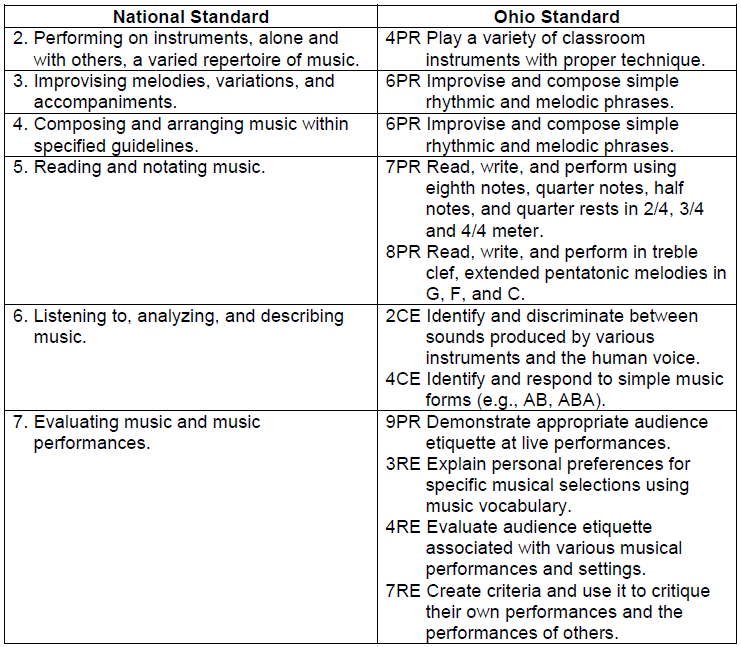 National Standard
Ohio Standard
2. Performing on instruments, alone and
with others, a varied repertoire of music.
4PR Play a variety of classroom
instruments with proper technique.
3. Improvising melodies, variations, and
accompaniments.
6PR Improvise and compose simple
rhythmic and melodic phrases.
4. Composing and arranging music within
specified guidelines.
6PR Improvise and compose simple
rhythmic and melodic phrases.
5. Reading and notating music.
7PR Read, write, and perform using
eighth notes, quarter notes, half
notes, and quarter rests in 2/4, 3/4
and 4/4 meter.
8PR Read, write, and perform in treble
clef, extended pentatonic melodies in
G, F, and C.
6. Listening to, analyzing, and describing
music.
2CE Identify and discriminate between
sounds produced by various
instruments and the human voice.
4CE Identify and respond to simple music
forms (e.g., AB, ABA).
7. Evaluating music and music
performances.
9PR Demonstrate appropriate audience
etiquette at live performances.
3RE Explain personal preferences for
specific musical selections using
music vocabulary.
4RE Evaluate audience etiquette
associated with various musical
performances and settings.
7RE Create criteria and use it to critique
their own performances and the
performances of others.